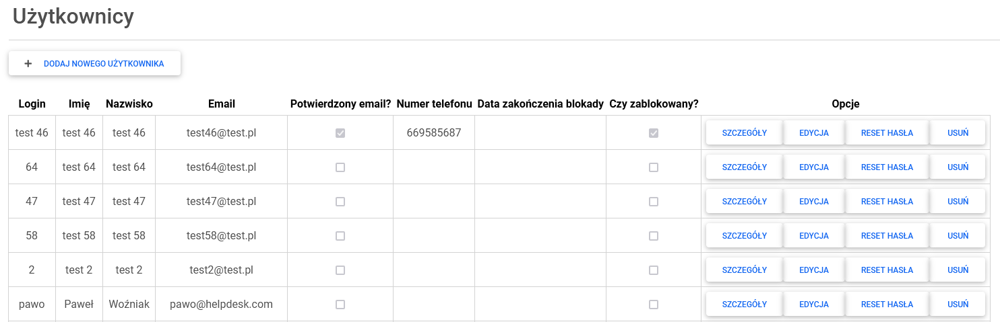 Użytkownicy
+ DODAJ NOWEGO UŻYTKOWNIKA
Login Imię Nazwisko Email Potwierdzony email? Numer telefonu Data zakończenia blokady Czy zablokowany? Opcje
test 46 test 46 test 46 test46@test.pl 669585687 SZCZEGÓŁY EDYCJA RESET HASŁA USUŃ
64 test 64 test 64 test64@test.pl SZCZEGÓŁY EDYCJA RESET HASŁA USUŃ
47 test 47 test 47 test47@test.pl SZCZEGÓŁY EDYCJA RESET HASŁA USUŃ
58 test 58 test 58 test58@test.pl SZCZEGÓŁY EDYCJA RESET HASŁA USUŃ
2 test 2 test 2 test2@test.pl SZCZEGÓŁY EDYCJA RESET HASŁA USUŃ
pawo Paweł Woźniak pawo@helpdesk.com SZCZEGÓŁY EDYCJA RESET HASŁA USUŃ